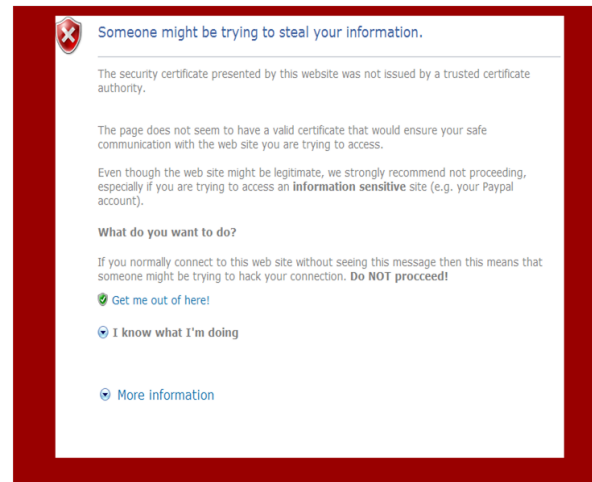 Someone might be trying to steal your information.
The security certificate presented by this website was not issued by a trusted certificate
authority.
The page does not seem to have a valid certificate that would ensure your safe
communication with the web site you are trying to access.
Even though the web site might be legitimate, we strongly recommend not proceeding,
especially if you are trying to access an information sensitive site (e.g. your Paypal
account).
What do you want to do?
If you normally connect to this web site without seeing this message then this means that
someone might be trying to hack your connection. Do NOT procceed!
Get me out of here!
I know what I'm doing
More information